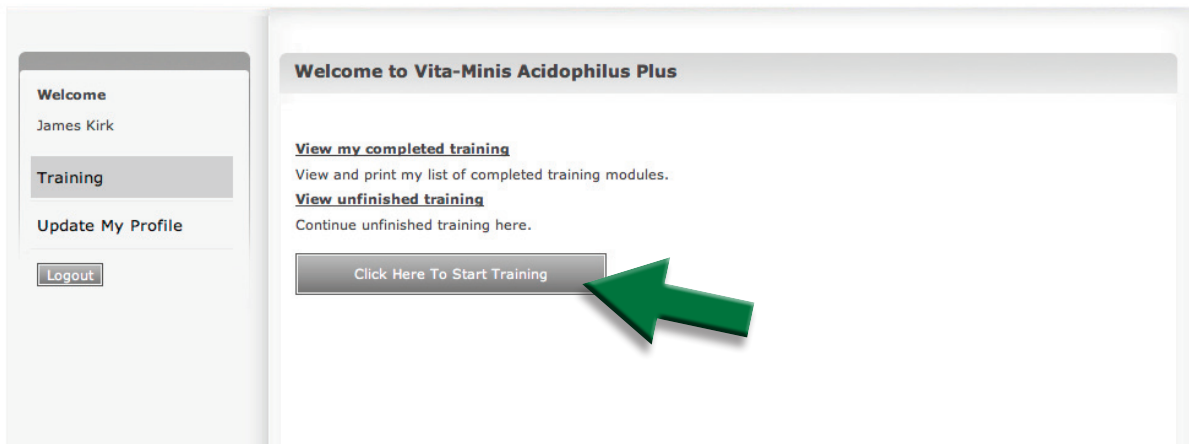 Welcome
James Kirk
Training
Update My Profile
Logout
Welcome to Vita-Minis Acidophilus Plus
View my completed training
View and print my list of completed training modules.
View unfinished training
Continue unfinished training here.
Click Here To Start Training